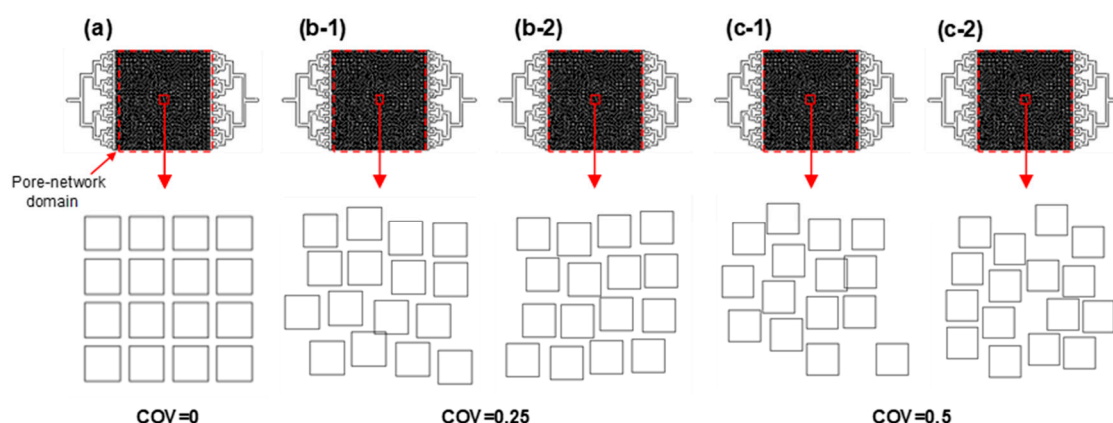 (a) (b-1) (b-2) (c-1) (c-2)
Pore-network
domain
COV=0 COV=0.25 COV=0.5